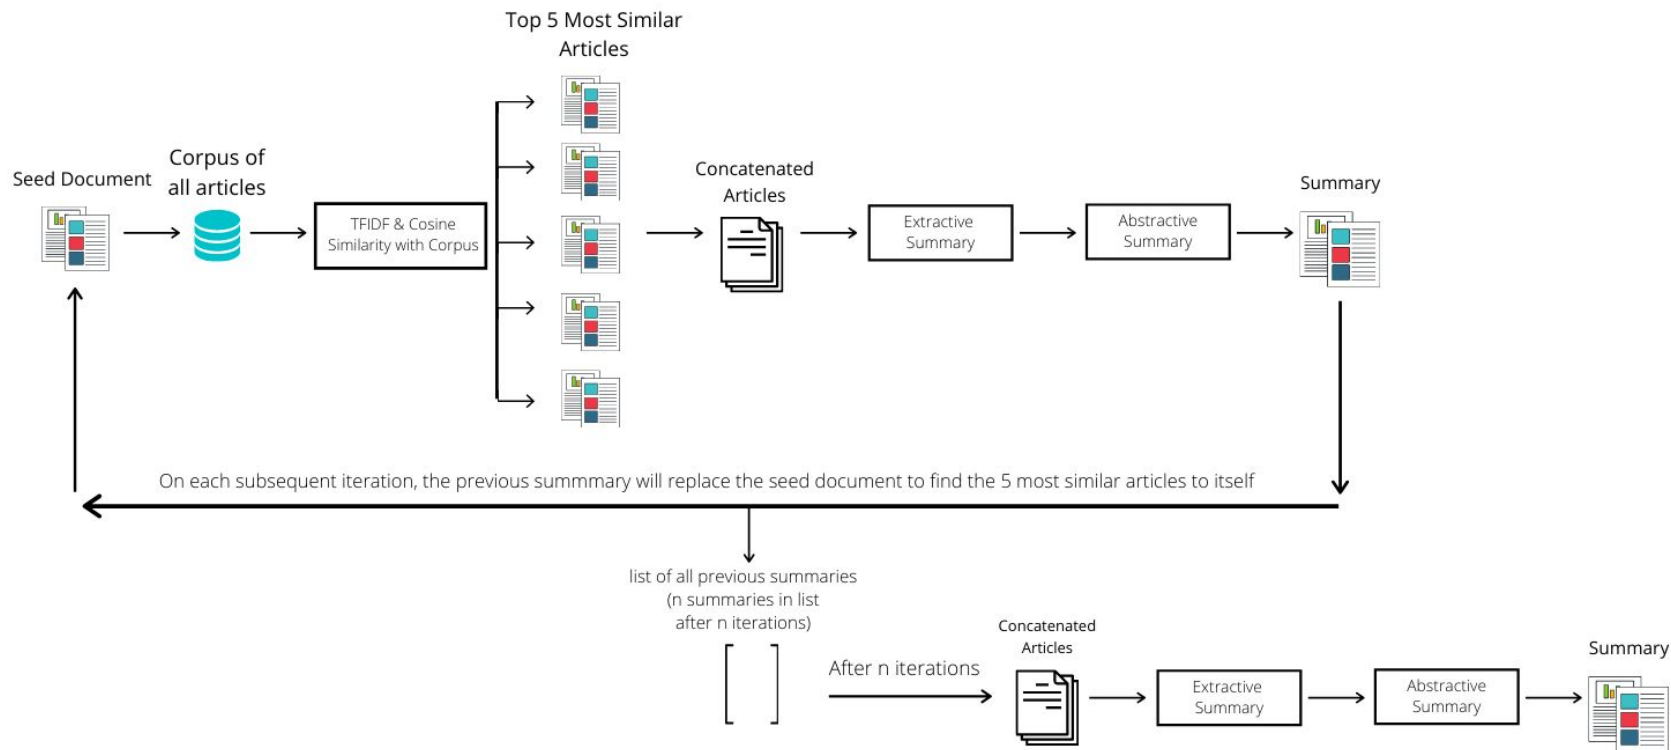 Top 5 Most Similar
Articles
Seed Document
Corpus of
all articles
TFIDF & Cosine
Similarity with Corpus
Concatenated
Articles
Extractive
Summary
Abstractive
Summary
Summary
On each subsequent iteration, the previous summmary will replace the seed document to find the 5 most similar articles to itself
list of all previous summaries
(n summaries in list
after n iterations)
After n iterations
Concatenated
Articles
Extractive
Summary
Abstractive
Summary
Summary